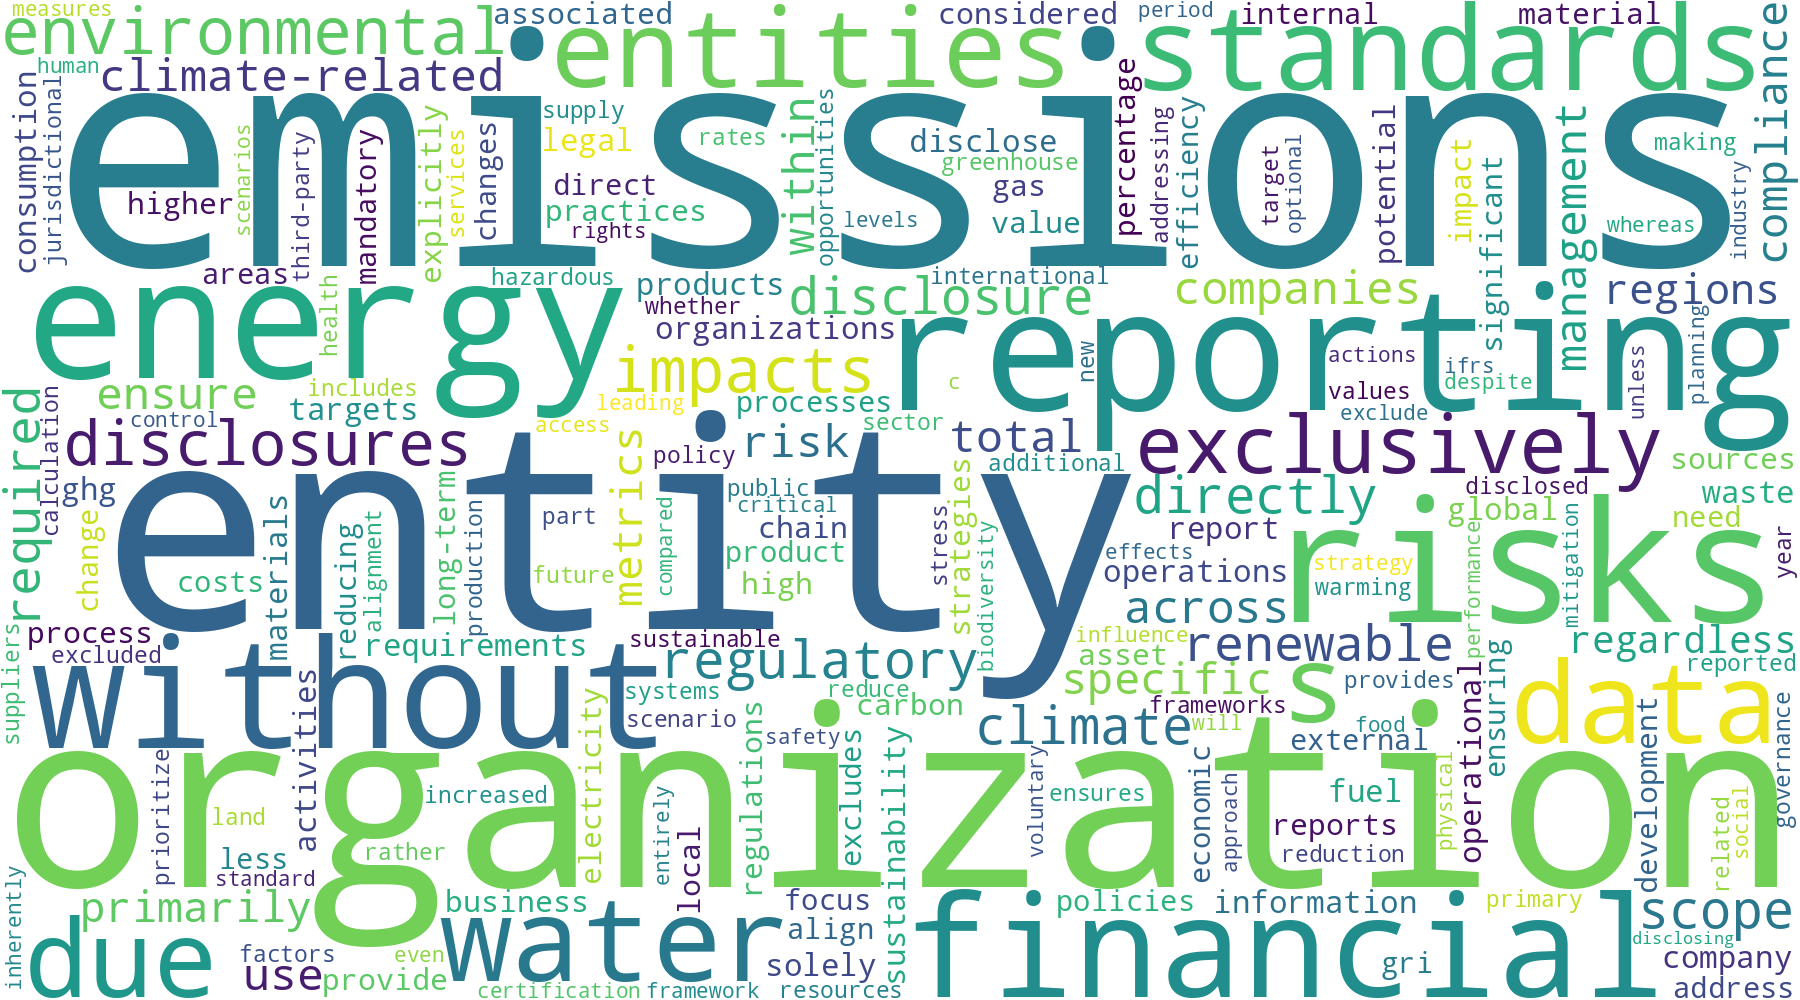 measures
environmental
associated
entities
considered
period
internal
standards
material
compliance
human
climate-related
consumption
jurisdictional
emissions
supply
legal
rates
disclose
greenhouse
gas
percentage
addressing
efficiency
target
optional
potential
impact
significant
management
making
whereas
industry
higher
scenarios
third-party
mandatory
explicitly
services
changes
direct
practices
rights
within
opportunities
levels
value
areas
hazardous
international
energy
health
products
whether
organizations
disclosure
companies
regions
reporting
impacts
new
actions
values
ifrs
despite
exclude
unless
planning
ensure
includes
targets
control
leading
access
processes
c
sector
required
calculation
disclosures
ghg
entity
metrics
policy
risk
total
additional
exclusively
sources
disclosed
waste
directly
public
critical
chain
product
high
part
compared
future
production
long-term
alignment
reducing
materials
costs
change
stress
strategies
biodiversity
report
effects
operations
across
global
need
risks
strategy
warming
performance
mitigation
year
process
excluded
suppliers
requirements
sustainable
regulatory
influence
asset
renewable
regardless
reported
without
activities
electricity
systems
scenario
regulations
reduce
carbon
specific
s
provides
frameworks
will
climate
food
external
operational
ensuring
data
development
governance
safety
excludes
sustainability
organization
prioritize
land
increased
less
rather
standard
entirely
local
voluntary
ensures
economic
approach
fuel
reports
reduction
physical
related
social
inherently
primarily
business
focus
align
solely
policies
information
primary
scope
due
use
factors
provide
even
water
certification
framework
resources
financial
gri
disclosing
company
address